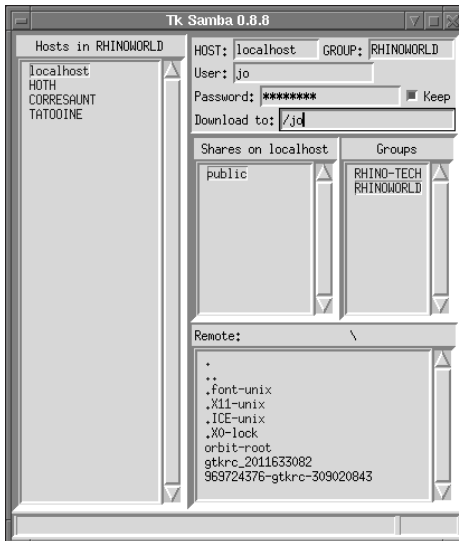 Tk Samba 0.8.8
Hosts in RHINOWORLD
localhost
HOTH
CORRESAUNT
TATOOINE
HOST: localhost GROUP: RHINOWORLD
User: jo
Password: ******** Keep
Download to: /jo
Shares on localhost
public
Groups
RHINO-TECH
RHINOWORLD
Remote: \
.
..
.font-unix
.X11-unix
.ICE-unix
.X0-lock
orbit-root
gtkrc_2011633082
969724376-gtkrc-309020843